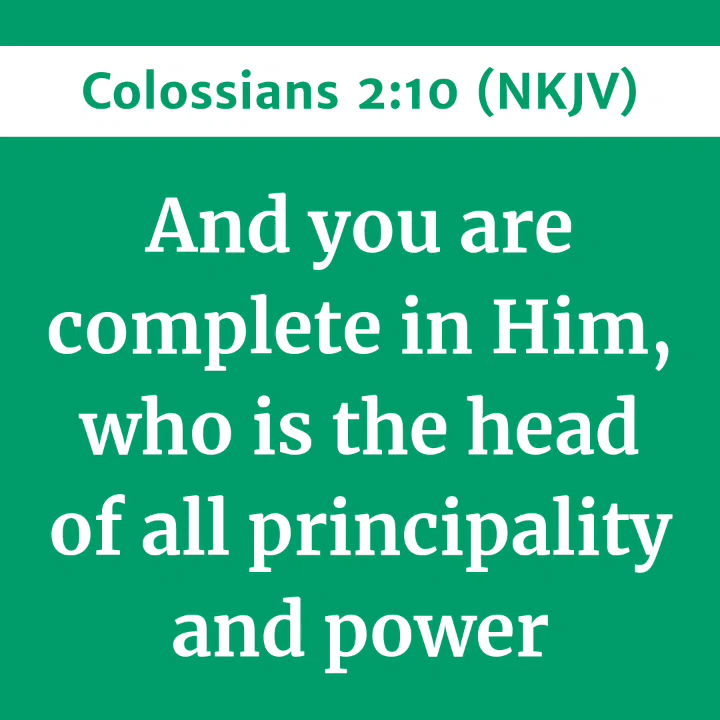 Colossians 2:10 (NKJV)
And you are
complete in Him,
who is the head
of all principality
and power